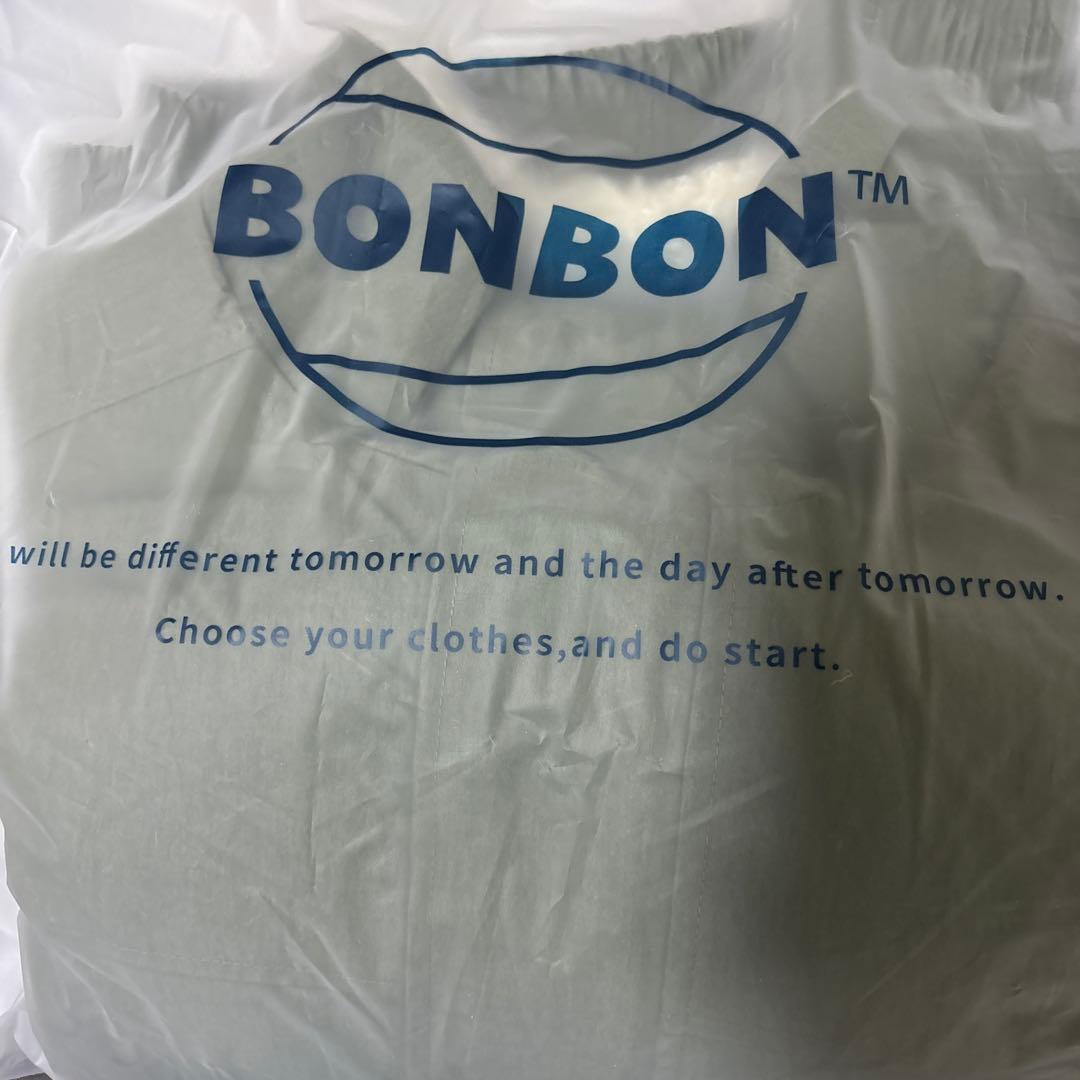 BONBON™
will be different tomorrow and the day after tomorrow.
Choose your clothes,and do start.